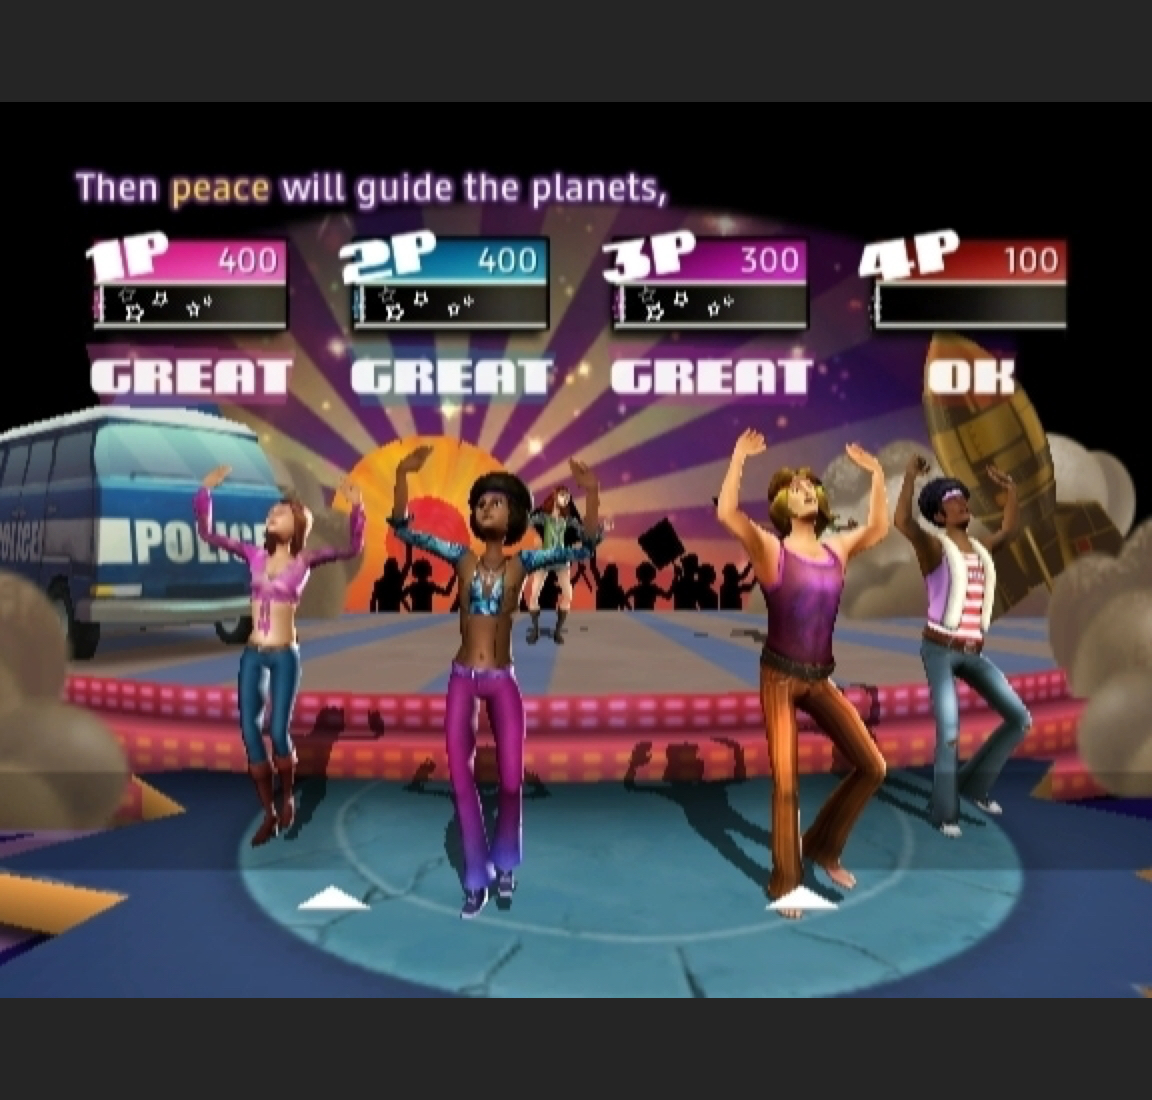 Then peace will guide the planets,
1P 400 2P 400 3P 300 4P 100
GREAT GREAT GREAT OK
POLICE POLICE